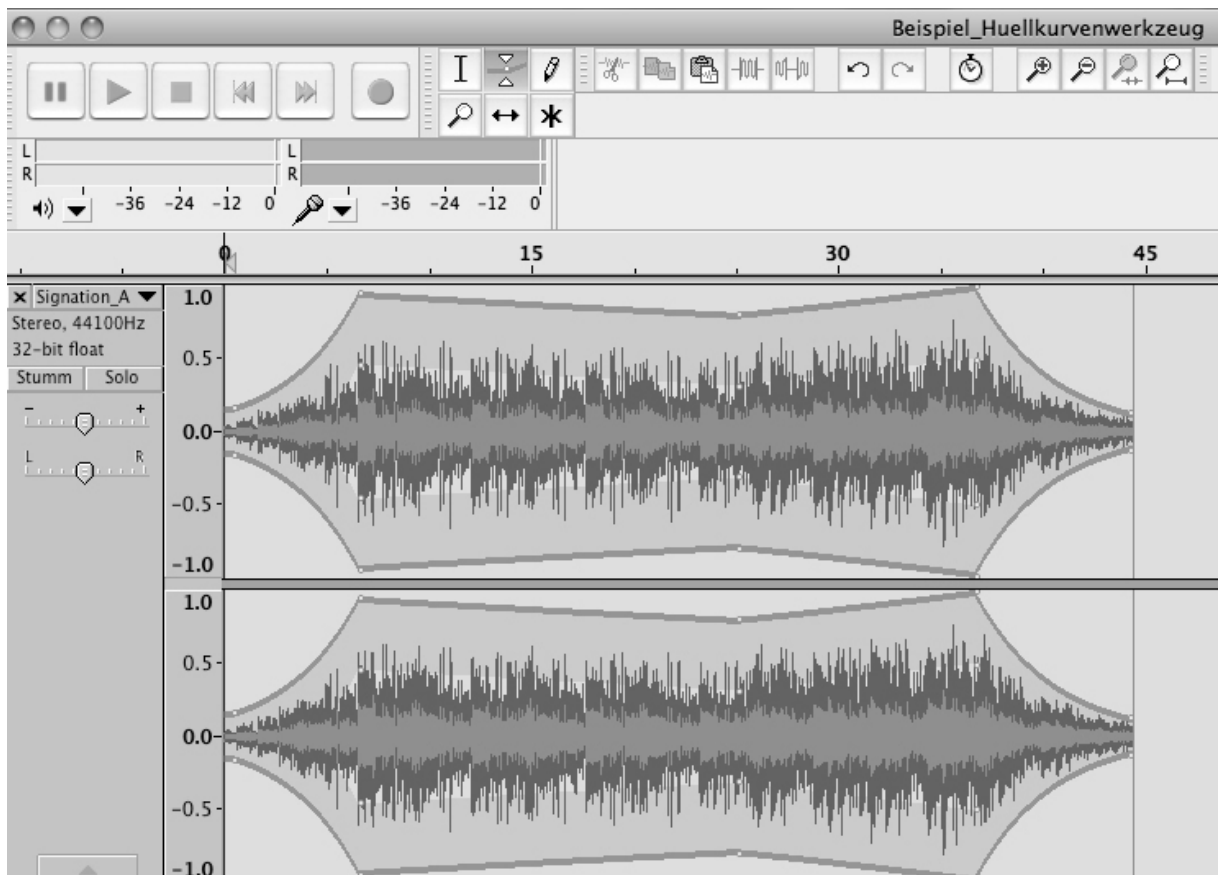 Beispiel_Huellkurvenwerkzeug
L L
R R
-36 -24 -12 0 -36 -24 -12 0
0 15 30 45
× Signation_A
Stereo, 44100Hz
32-bit float
Stumm Solo
- +
L R
1.0
0.5
0.0
-0.5
-1.0
1.0
0.5
0.0
-0.5
-1.0